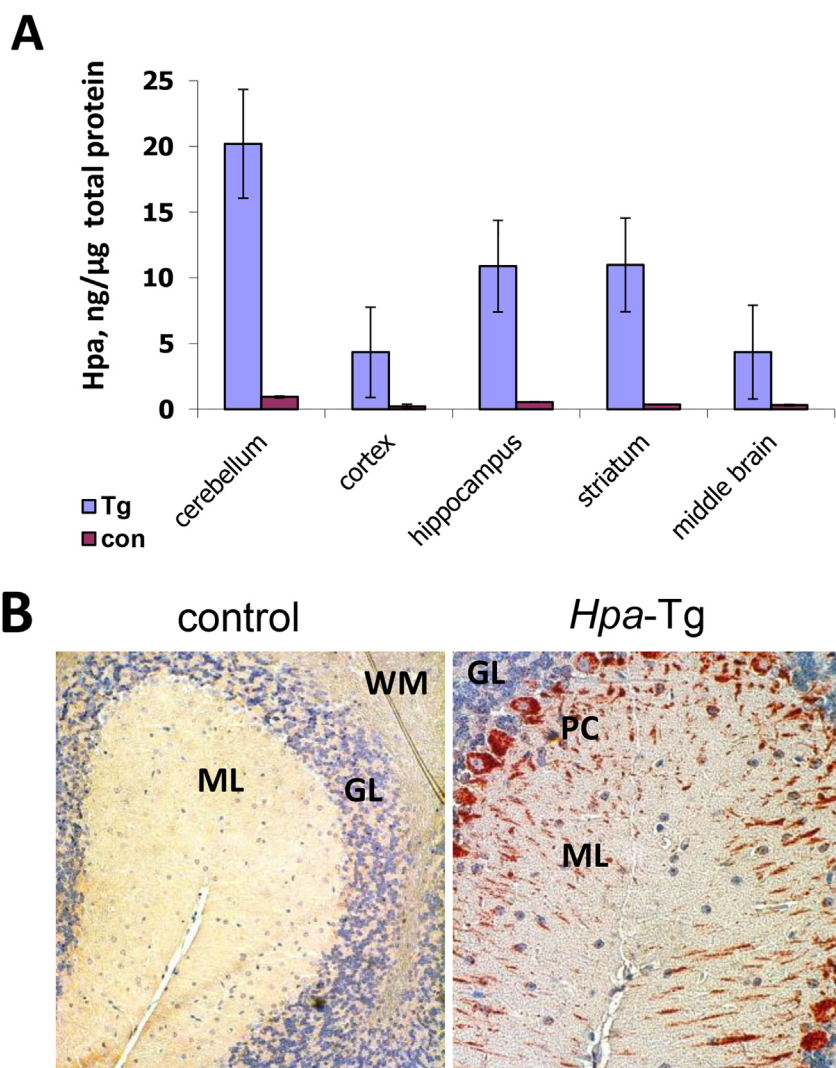 A
Hpa, ng/µg total protein
25
20
15
10
5
0
cerebellum
cortex
hippocampus
striatum
middle brain
Tg
con
B
control
Hpa-Tg
WM
ML
GL
GL
PC
ML